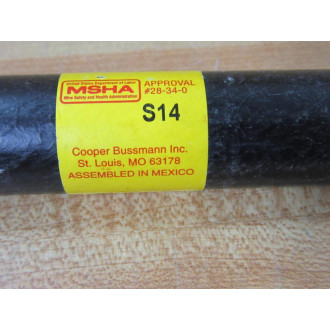 United States Department of Labor
MSHA
Mine Safety and Health Administration
APPROVAL
#28-34-0
S14
Cooper Bussmann Inc.
St. Louis, MO 63178
ASSEMBLED IN MEXICO